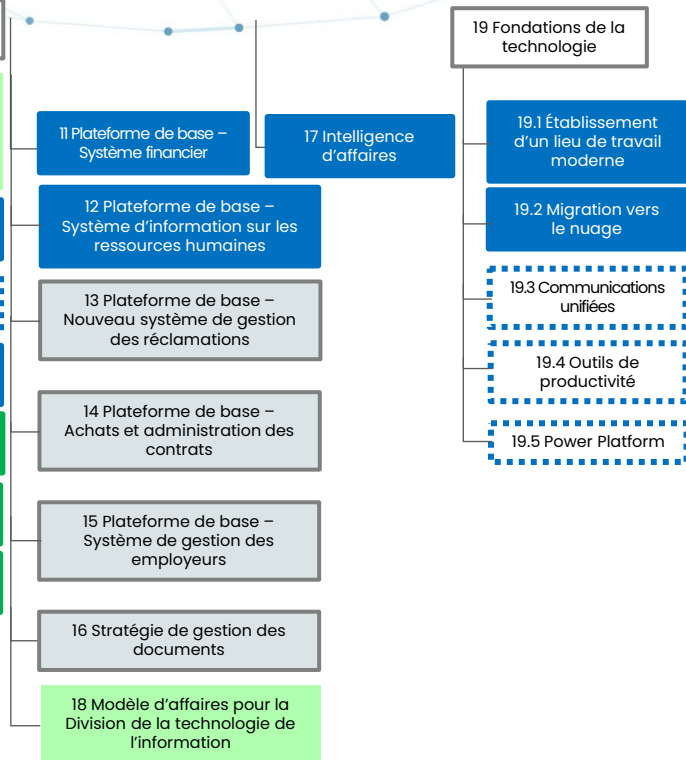 11 Plateforme de base –
Système financier
12 Plateforme de base –
Système d'information sur les
ressources humaines
13 Plateforme de base –
Nouveau système de gestion
des réclamations
14 Plateforme de base –
Achats et administration des
contrats
15 Plateforme de base –
Système de gestion des
employeurs
16 Stratégie de gestion des
documents
18 Modèle d'affaires pour la
Division de la technologie de
l'information
17 Intelligence
d'affaires
19 Fondations de la
technologie
19.1 Établissement
d'un lieu de travail
moderne
19.2 Migration vers
le nuage
19.3 Communications
unifiées
19.4 Outils de
productivité
19.5 Power Platform